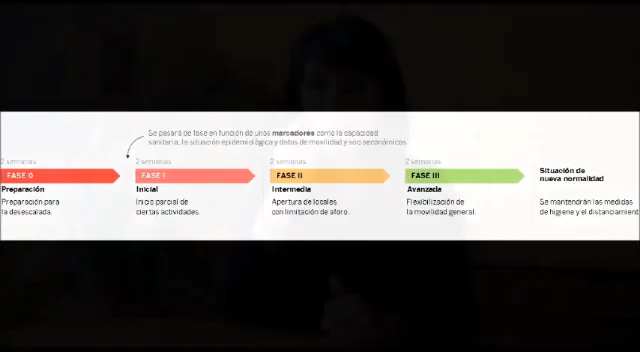 Se pasará de fase en función de unos marcadores como la capacidad
sanitaria, la situación epidemiológica y datos de movilidad y socioeconómicos
2 semanas
FASE 0
Preparación
Preparación para
la desescalada.
2 semanas
FASE I
Inicial
Inicio parcial de
ciertas actividades.
2 semanas
FASE II
Intermedia
Apertura de locales
con limitación de aforo.
2 semanas
FASE III
Avanzada
Flexibilización de
la movilidad general.
Situación de
nueva normalidad
Se mantendrán las medidas
de higiene y el distanciament